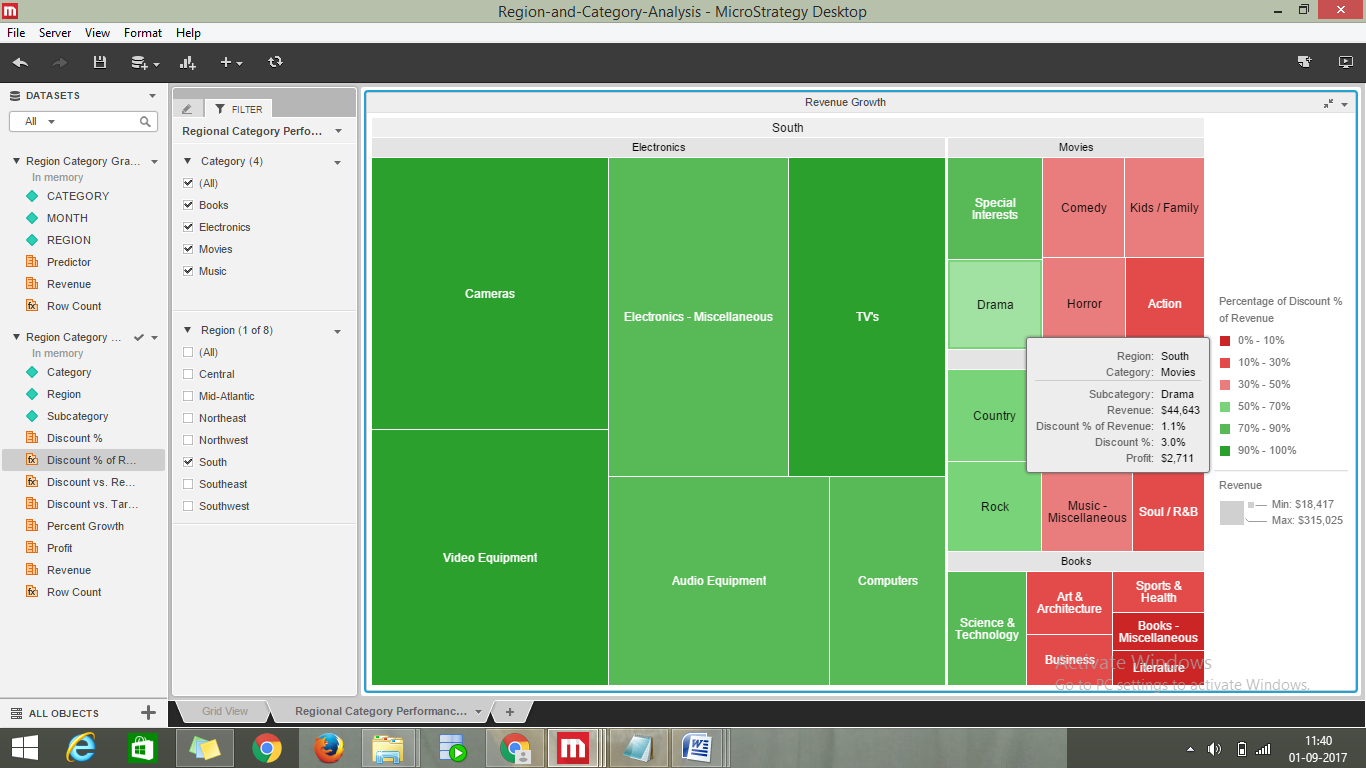 Region-and-Category-Analysis - MicroStrategy Desktop
File Server View Format Help
DATASETS
All
Region Category Gra...
In memory
CATEGORY
MONTH
REGION
Predictor
Revenue
Row Count
Region Category ...
In memory
Category
Region
Subcategory
Discount %
Discount % of R...
Discount vs. Re...
Discount vs. Tar...
Percent Growth
Profit
Revenue
Row Count
ALL OBJECTS
FILTER
Regional Category Perfo...
Category (4)
(All)
Books
Electronics
Movies
Music
Region (1 of 8)
(All)
Central
Mid-Atlantic
Northeast
Northwest
South
Southeast
Southwest
Revenue Growth
South
Electronics
Cameras
Electronics - Miscellaneous
TV's
Video Equipment
Audio Equipment
Computers
Movies
Special
Interests
Comedy
Kids / Family
Drama
Horror
Action
Country
Rock
Music -
Miscellaneous
Soul / R&B
Region: South
Category: Movies
Subcategory: Drama
Revenue: $44,643
Discount % of Revenue: 1.1%
Discount %: 3.0%
Profit: $2,711
Books
Science &
Technology
Art &
Architecture
Business
Sports &
Health
Books -
Miscellaneous
Literature
Percentage of Discount %
of Revenue
0% - 10%
10% - 30%
30% - 50%
50% - 70%
70% - 90%
90% - 100%
Revenue
Min: $18,417
Max: $315,025
Activate Windows
Go to PC settings to activate Windows.
Grid View
Regional Category Performanc...
11:40
01-09-2017